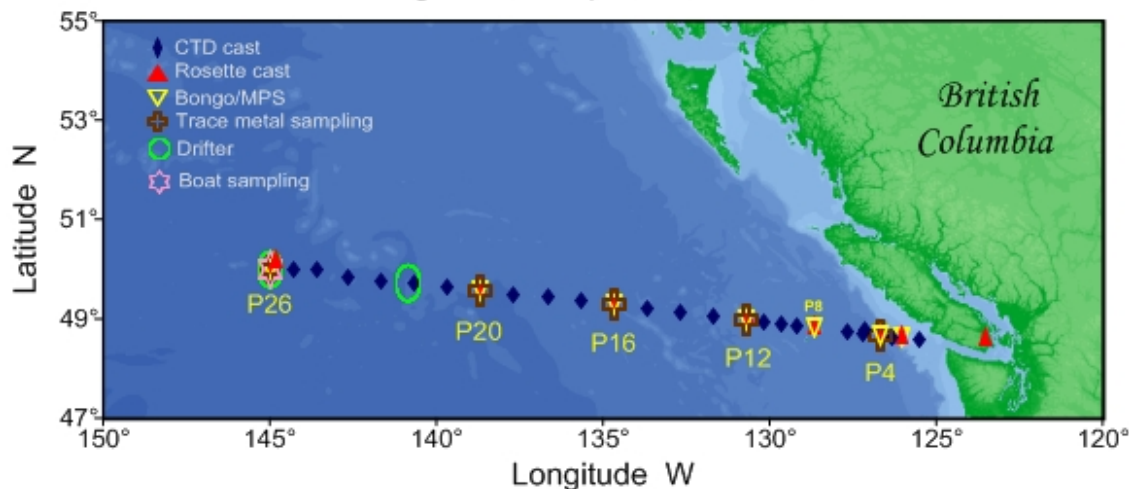 55°
53°
51°
49°
47°
Latitude N
CTD cast
Rosette cast
Bongo/MPS
Trace metal sampling
Drifter
Boat sampling
British
Columbia
P26
P20
P16
P12
P8
P4
150°
145°
140°
135°
130°
125°
120°
Longitude W